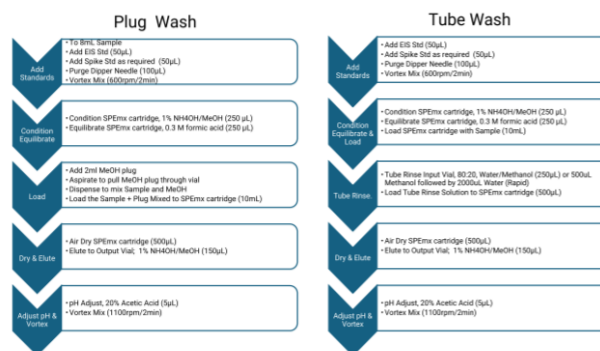 Plug Wash
Add
Standards
• To 8mL Sample
• Add EIS Std (50µL)
• Add Spike Std as required (50µL)
• Purge Dipper Needle (100µL)
• Vortex Mix (600rpm/2min)
Condition
Equilibrate
• Condition SPEmx cartridge, 1% NH4OH/MeOH (250 µL)
• Equilibrate SPEmx cartridge, 0.3 M formic acid (250 µL)
Load
• Add 2ml MeOH plug
• Aspirate to pull MeOH plug through vial
• Dispense to mix Sample and MeOH
• Load the Sample + Plug Mixed to SPEmx cartridge (10mL)
Dry & Elute
• Air Dry SPEmx cartridge (500µL)
• Elute to Output Vial; 1% NH4OH/MeOH (150µL)
Adjust pH &
Vortex
• pH Adjust, 20% Acetic Acid (5µL)
• Vortex Mix (1100rpm/2min)
Tube Wash
Add
Standards
• Add EIS Std (50µL)
• Add Spike Std as required (50µL)
• Purge Dipper Needle (100µL)
• Vortex Mix (600rpm/2min)
Condition
Equilibrate &
Load
• Condition SPEmx cartridge, 1% NH4OH/MeOH (250 µL)
• Equilibrate SPEmx cartridge, 0.3 M formic acid (250 µL)
• Load SPEmx cartridge with Sample (10mL)
Tube Rinse.
• Tube Rinse Input Vial, 80:20, Water/Methanol (250µL) or 500uL
Methanol followed by 2000uL Water (Rapid)
• Load Tube Rinse Solution to SPEmx cartridge (500µL)
Dry & Elute
• Air Dry SPEmx cartridge (500µL)
• Elute to Output Vial; 1% NH4OH/MeOH (150µL)
Adjust pH &
Vortex
• pH Adjust, 20% Acetic Acid (5µL)
• Vortex Mix (1100rpm/2min)